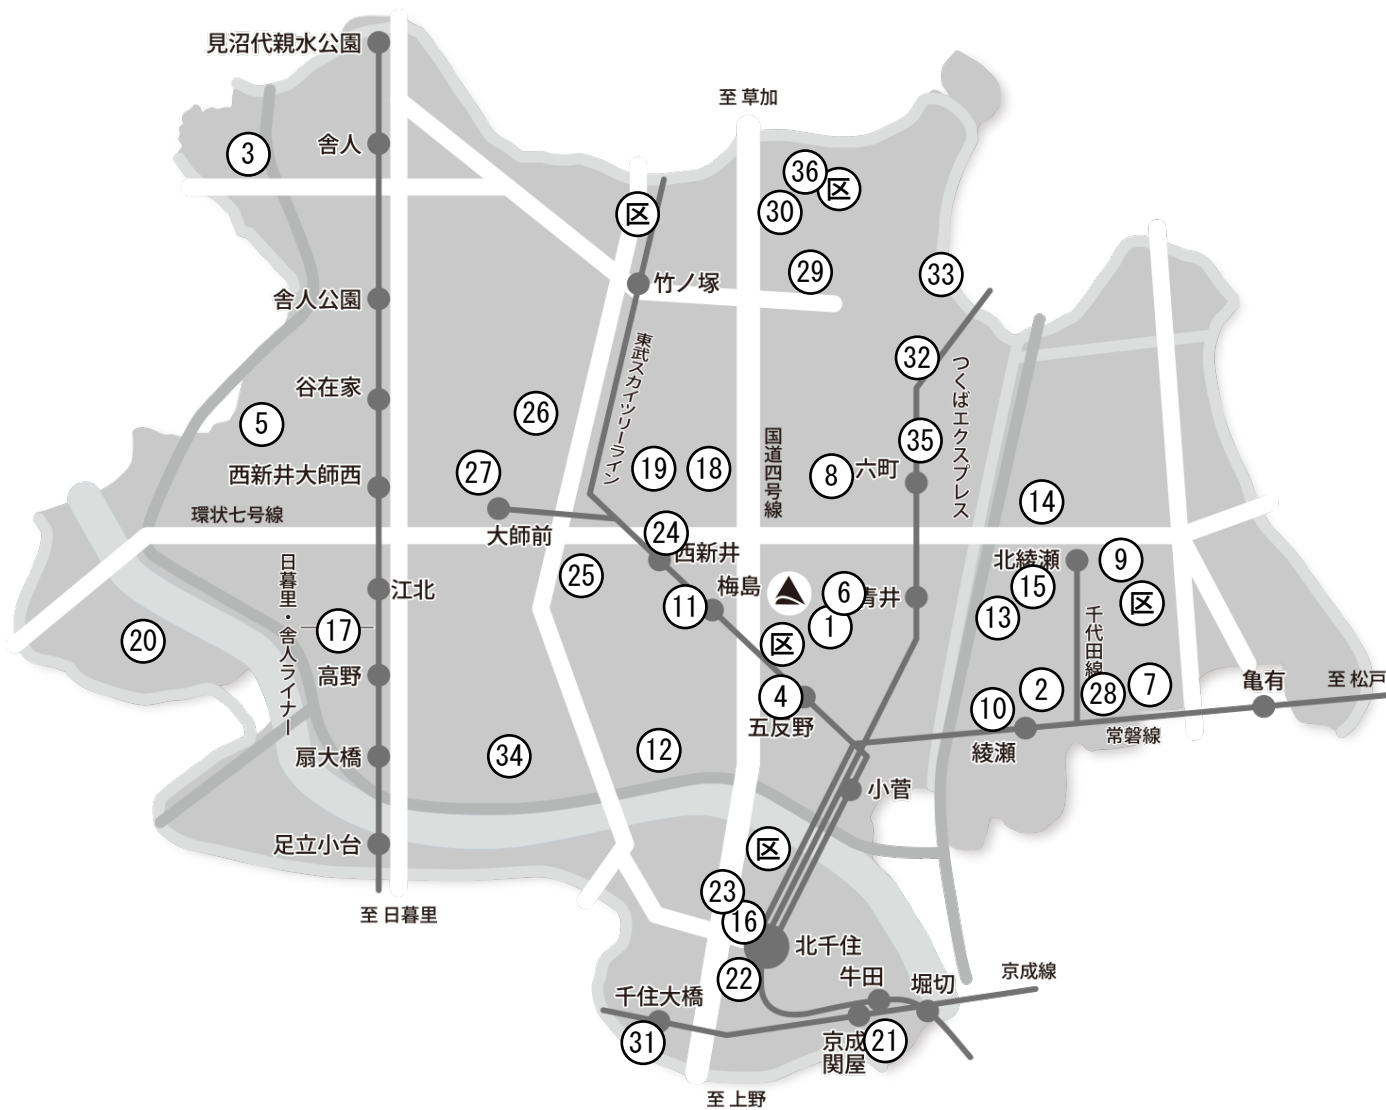 見沼代親水公園
至 草加
舎人
3
36
区
30
区
29
33
竹ノ塚
舎人公園
東武スカイツリーライン
32
つくばエクスプレス
谷在家
26
5
国道四号線
35
27
19
18
8
六町
西新井大師西
14
環状七号線
大師前
24
西新井
北綾瀬
9
日暮里・舎人ライナー
江北
25
梅島
6
青井
15
区
11
1
13
千代田線
20
17
区
高野
4
2
28
7
亀有
至 松戸
10
五反野
綾瀬
常磐線
扇大橋
34
12
小菅
足立小台
区
至 日暮里
23
16
北千住
22
牛田
堀切
京成線
千住大橋
31
京成
関屋
21
至 上野